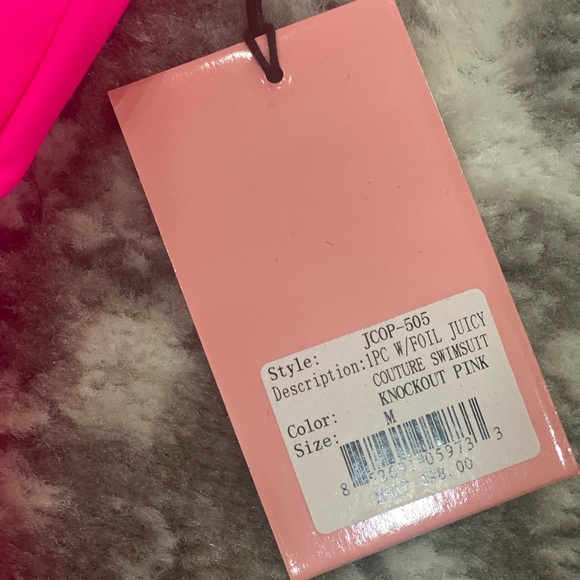 Style: JCOP-505
Description:1PC W/FOIL JUICY
COUTURE SWIMSUIT
Color: KNOCKOUT PINK
Size: M